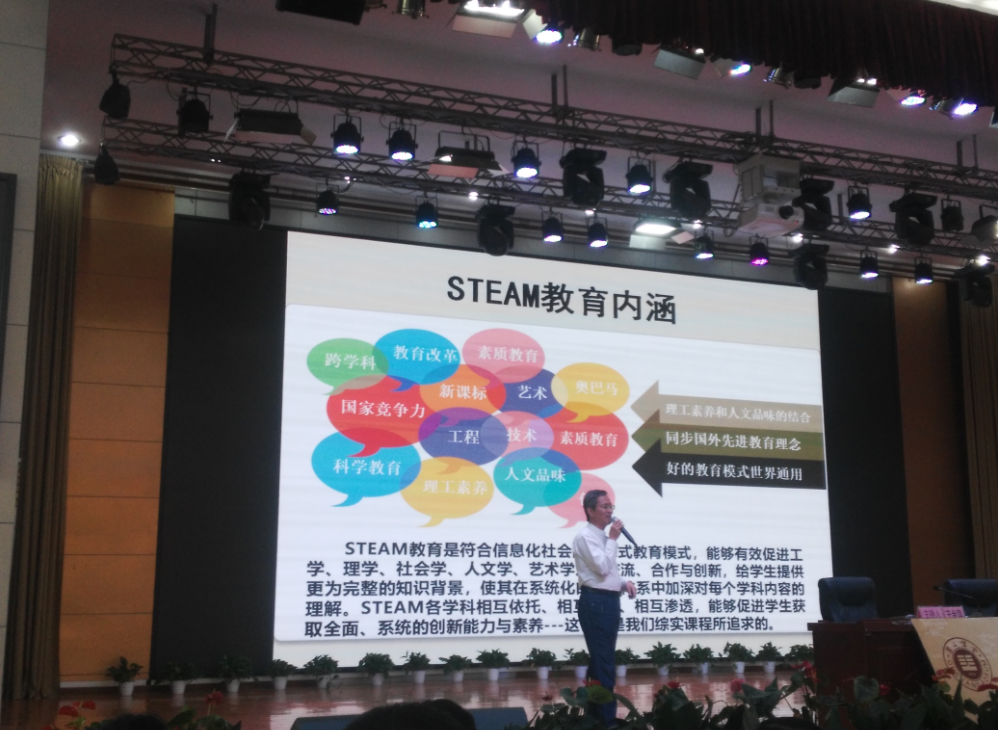 STEAM教育内涵
跨学科
教育改革
素质教育
新课标
艺术
奥巴马
国家竞争力
工程
技术
素质教育
科学教育
理工素养
人文品味
理工素养和人文品味的结合
同步国外先进教育理念
好的教育模式世界通用
STEAM教育是符合信息化社会 式教育模式，能够有效促进工
学、理学、社会学、人文学、艺术学 流、合作与创新，给学生提供
更为完整的知识背景，使其在系统化 系中加深对每个学科内容的
理解。STEAM各学科相互依托、相互 、相互渗透，能够促进学生获
取全面、系统的创新能力与素养---这 是我们综实课程所追求的。